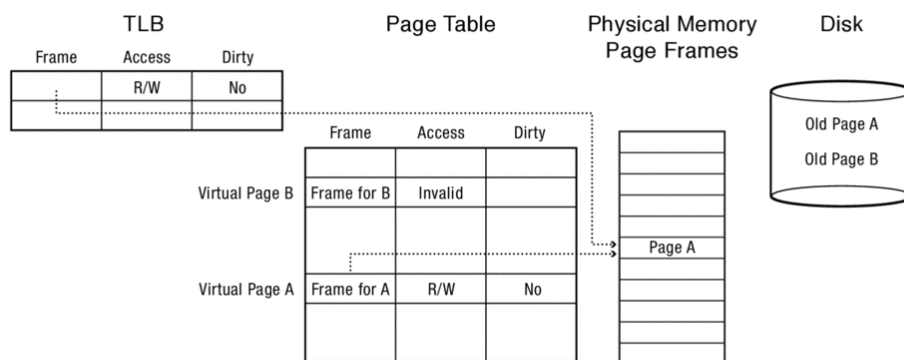 TLB
Page Table
Physical Memory
Page Frames
Disk
Frame Access Dirty
R/W No
Frame Access Dirty
Virtual Page B Frame for B Invalid
Virtual Page A Frame for A R/W No
Page A
Old Page A
Old Page B